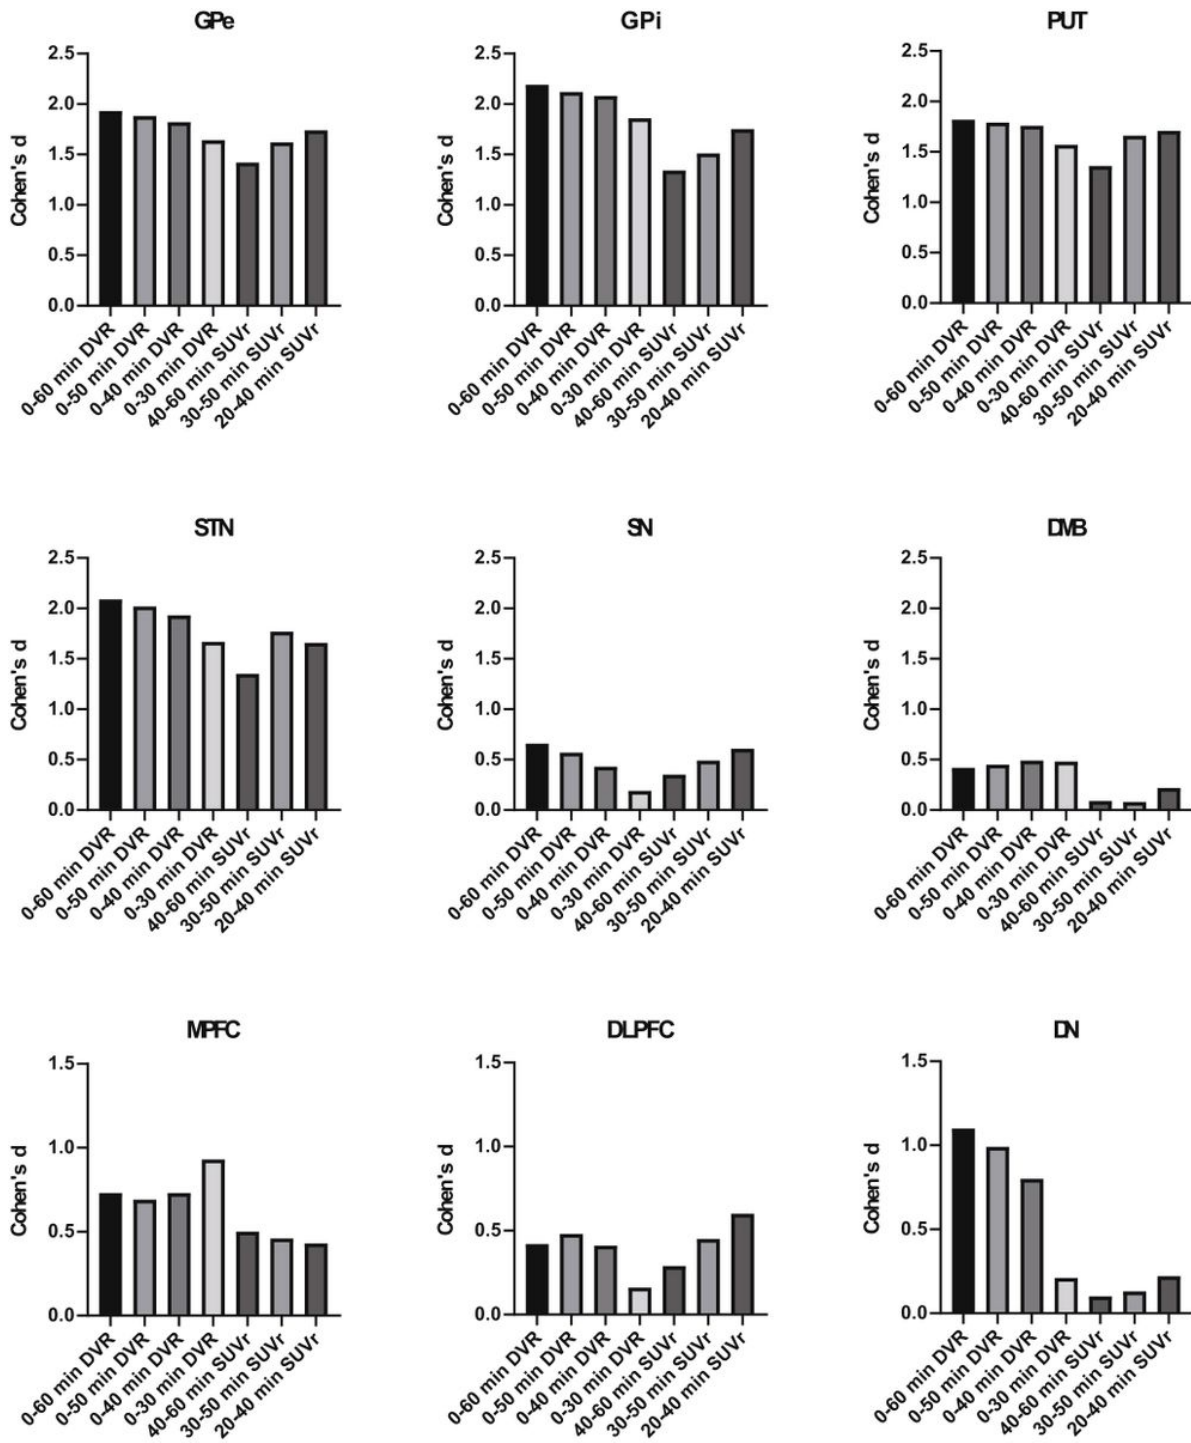 GPe
GPi
PUT
Cohen's d
2.5
2.0
1.5
1.0
0.5
0.0
0-60 min DVR
0-50 min DVR
0-40 min DVR
0-30 min DVR
40-60 min SUVr
30-50 min SUVr
20-40 min SUVr
Cohen's d
2.5
2.0
1.5
1.0
0.5
0.0
0-60 min DVR
0-50 min DVR
0-40 min DVR
0-30 min DVR
40-60 min SUVr
30-50 min SUVr
20-40 min SUVr
Cohen's d
2.5
2.0
1.5
1.0
0.5
0.0
0-60 min DVR
0-50 min DVR
0-40 min DVR
0-30 min DVR
40-60 min SUVr
30-50 min SUVr
20-40 min SUVr
STN
SN
DMB
Cohen's d
2.5
2.0
1.5
1.0
0.5
0.0
0-60 min DVR
0-50 min DVR
0-40 min DVR
0-30 min DVR
40-60 min SUVr
30-50 min SUVr
20-40 min SUVr
Cohen's d
2.5
2.0
1.5
1.0
0.5
0.0
0-60 min DVR
0-50 min DVR
0-40 min DVR
0-30 min DVR
40-60 min SUVr
30-50 min SUVr
20-40 min SUVr
Cohen's d
2.5
2.0
1.5
1.0
0.5
0.0
0-60 min DVR
0-50 min DVR
0-40 min DVR
0-30 min DVR
40-60 min SUVr
30-50 min SUVr
20-40 min SUVr
MPFC
DLPFC
DN
Cohen's d
1.5
1.0
0.5
0.0
0-60 min DVR
0-50 min DVR
0-40 min DVR
0-30 min DVR
40-60 min SUVr
30-50 min SUVr
20-40 min SUVr
Cohen's d
1.5
1.0
0.5
0.0
0-60 min DVR
0-50 min DVR
0-40 min DVR
0-30 min DVR
40-60 min SUVr
30-50 min SUVr
20-40 min SUVr
Cohen's d
1.5
1.0
0.5
0.0
0-60 min DVR
0-50 min DVR
0-40 min DVR
0-30 min DVR
40-60 min SUVr
30-50 min SUVr
20-40 min SUVr